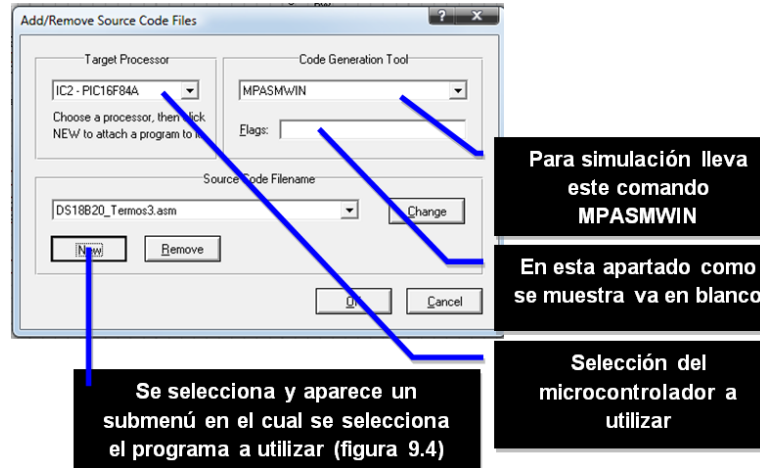 Add/Remove Source Code Files
Target Processor
Code Generation Tool
IC2 - PIC16F84A
MPASMWIN
Choose a processor, then click
NEW to attach a program to it.
Flags:
Source Code Filename
DS18B20_Termos3.asm
Change
New
Remove
OK
Cancel
Para simulación lleva
este comando
MPASMWIN
En esta apartado como
se muestra va en blanco
Selección del
microcontrolador a
utilizar
Se selecciona y aparece un
submenú en el cual se selecciona
el programa a utilizar (figura 9.4)